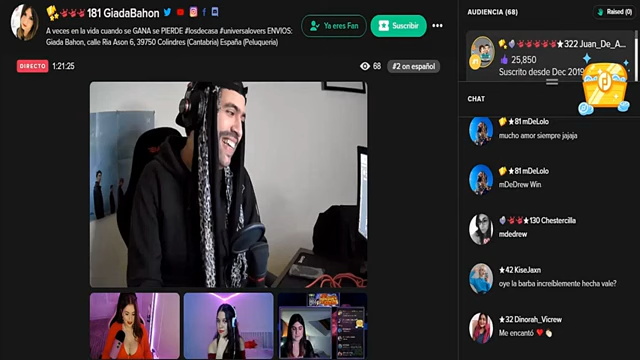 181 GiadaBahon
A veces en la vida cuando se GANA se PIERDE #losdecasa #universalovers ENVIOS:
Giada Bahon, calle Ria Ason 6, 39750 Colindres (Cantabria) España (Peluqueria)
Ya eres Fan
Suscribir
DIRECTO
1:21:25
68
#2 on español
AUDIENCIA (68)
Raised (0)
322 Juan_De_A...
25,850
Suscrito desde Dec 2019
CHAT
81 mDeLolo
mucho amor siempre jajaja
81 mDeLolo
mDeDrew Win
130 Chestercilla
mdedrew
42 KiseJaxn
oye la barba increiblemente hecha vale?
32 Dinorah_Vicrew
Me encantó